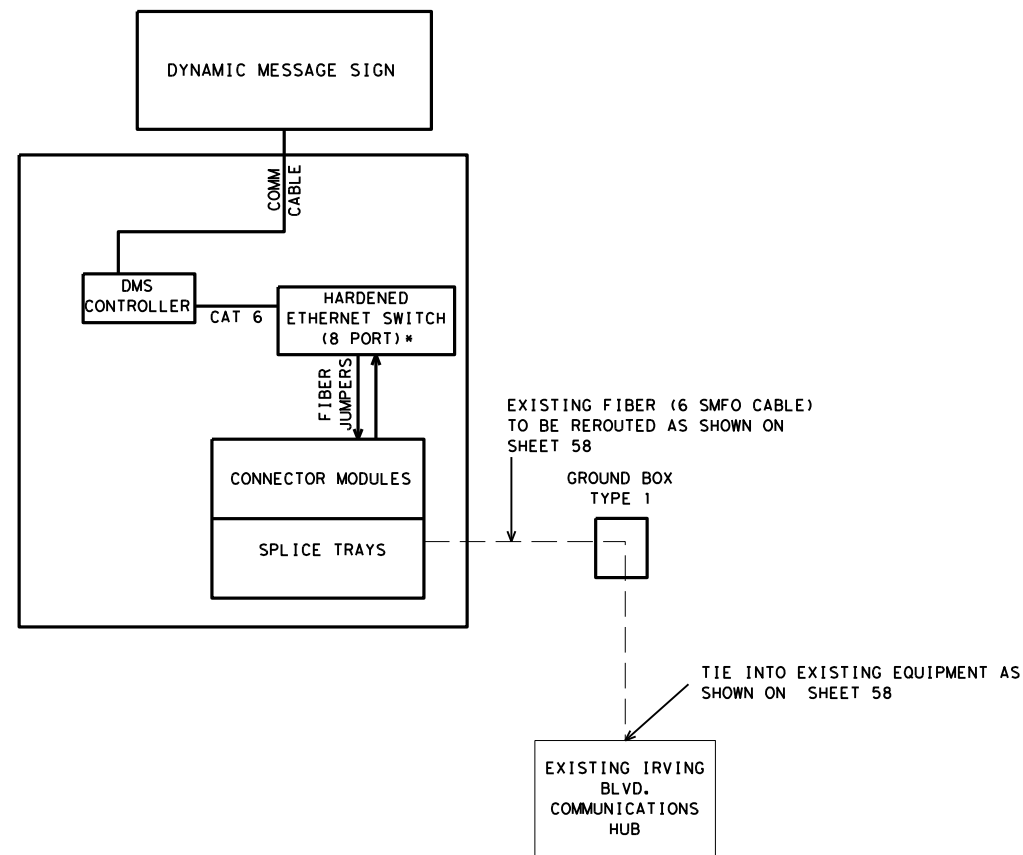 DYNAMIC MESSAGE SIGN
COMM
CABLE
DMS
CONTROLLER
CAT 6
HARDENED
ETHERNET SWITCH
(8 PORT)*
FIBER
JUMPERS
EXISTING FIBER (6 SMFO CABLE)
TO BE REROUTED AS SHOWN ON
SHEET 58
CONNECTOR MODULES
GROUND BOX
TYPE 1
SPLICE TRAYS
TIE INTO EXISTING EQUIPMENT AS
SHOWN ON SHEET 58
EXISTING IRVING
BLVD.
COMMUNICATIONS
HUB